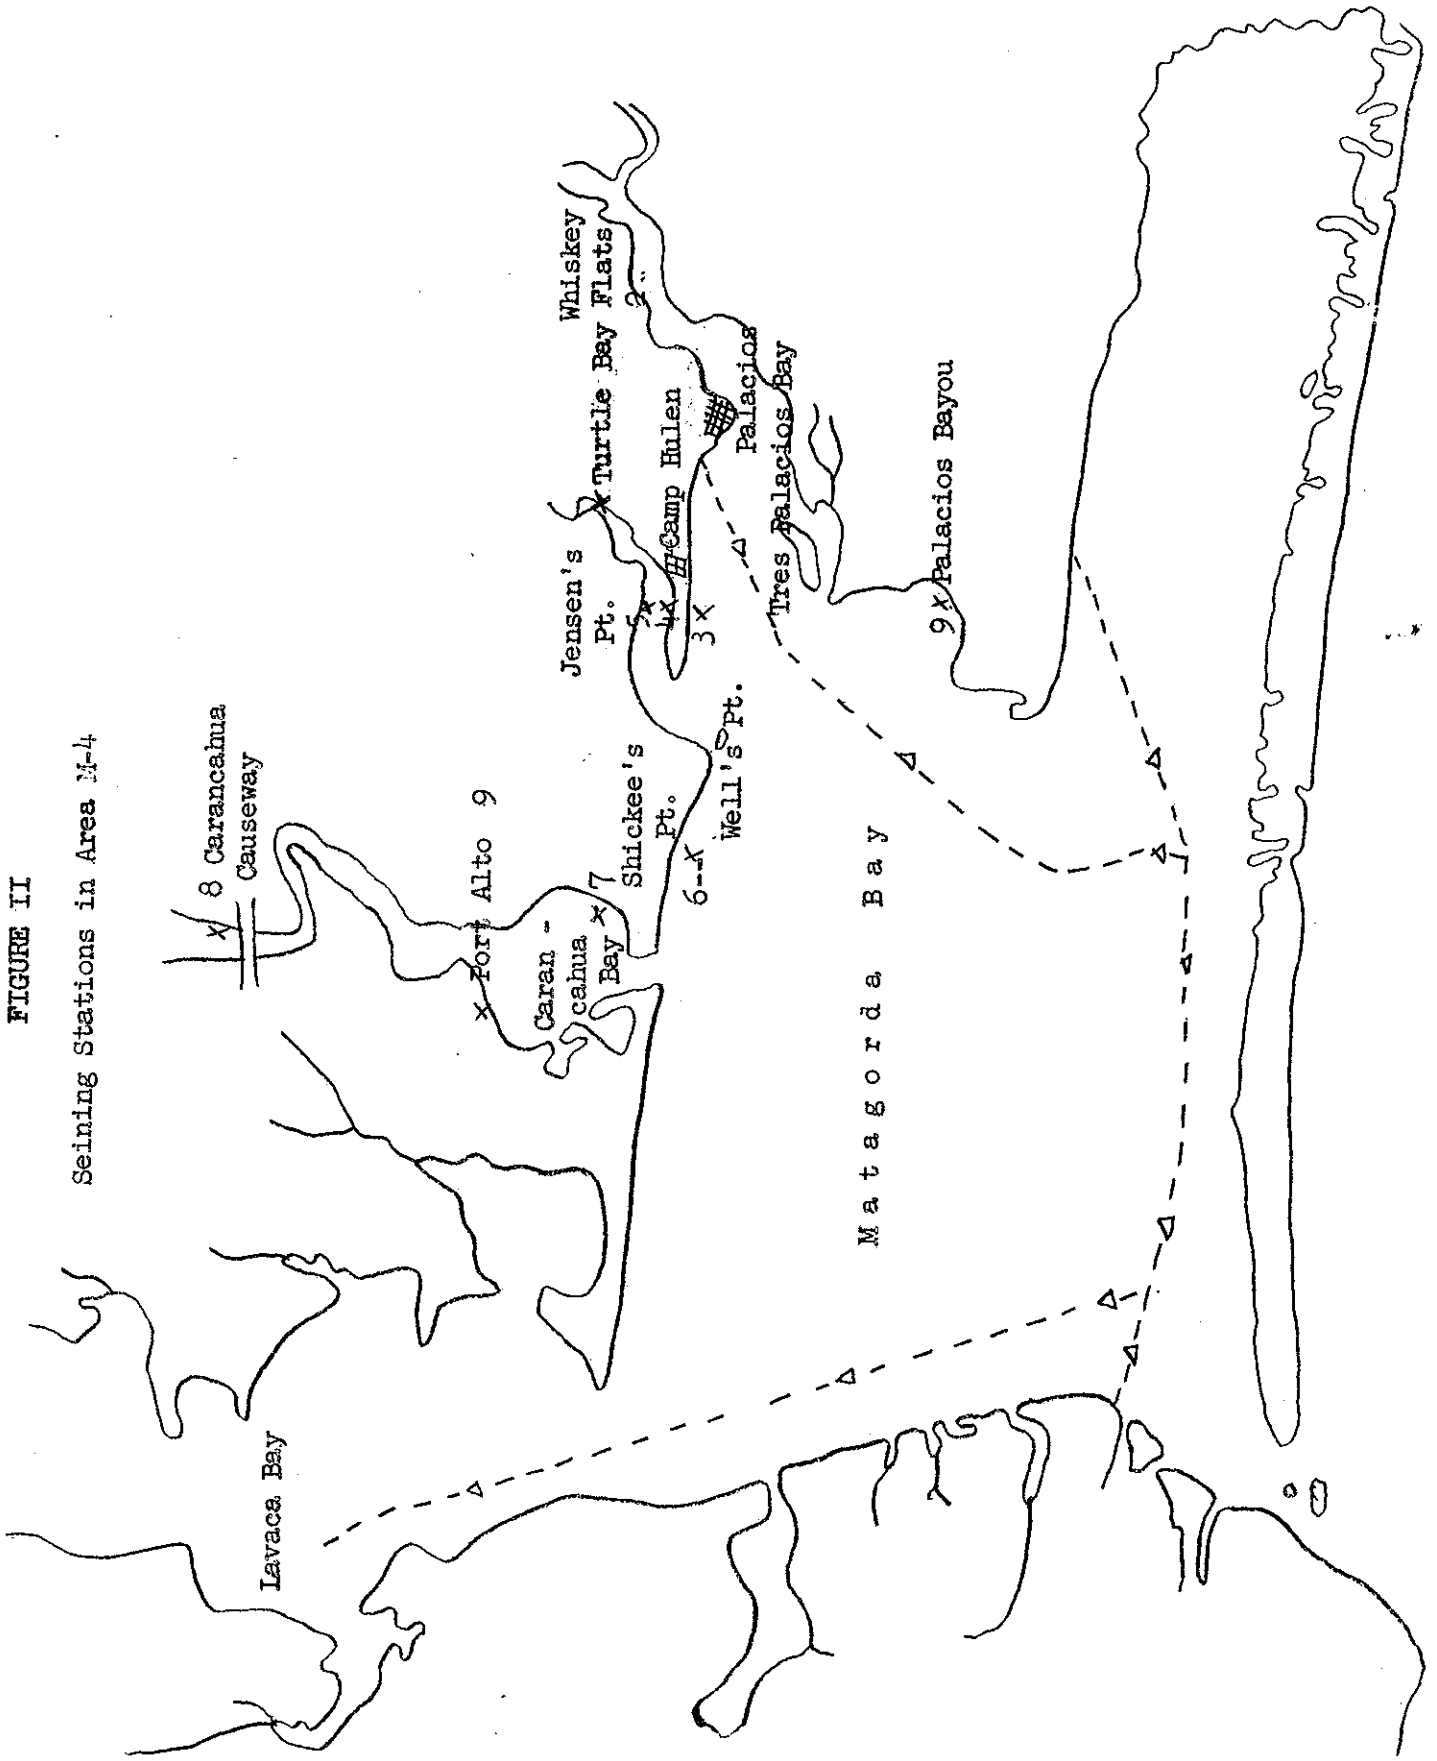 FIGURE II
Seining Stations in Area M-4
8 Carancahua
Causeway
Lavaca Bay
Port Alto 9
Caran -
cahua
Bay
7
Shickee's
Pt.
6--X
Well's Pt.
Jensen's
Pt.
5
4
3
Whiskey
Turtle Bay Flats
2
Camp Hulen
Palacios
Tres Palacios Bay
9 X Palacios Bayou
Matagorda Bay